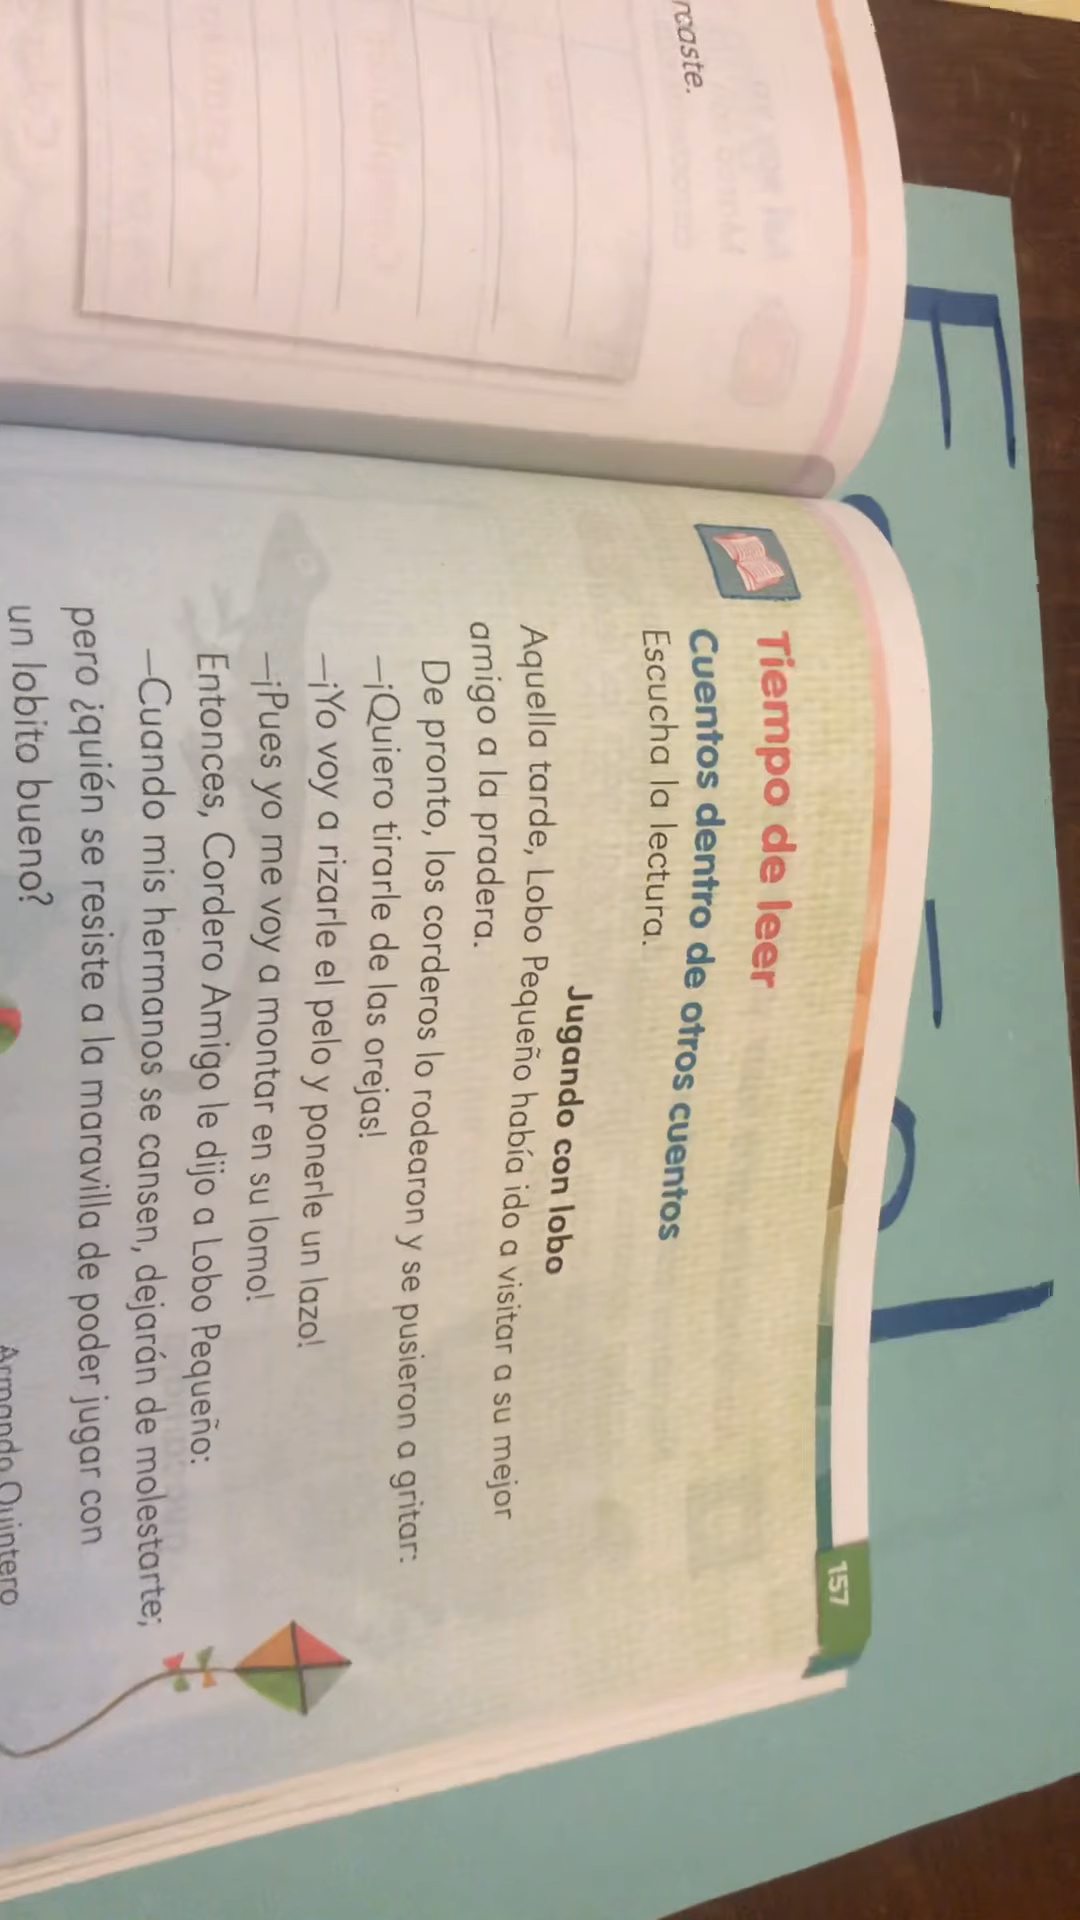 rcaste.
157
Tiempo de leer
Cuentos dentro de otros cuentos
Escucha la lectura.
Jugando con lobo
Aquella tarde, Lobo Pequeño había ido a visitar a su mejor
amigo a la pradera.
De pronto, los corderos lo rodearon y se pusieron a gritar:
—¡Quiero tirarle de las orejas!
—¡Yo voy a rizarle el pelo y ponerle un lazo!
—¡Pues yo me voy a montar en su lomo!
Entonces, Cordero Amigo le dijo a Lobo Pequeño:
—Cuando mis hermanos se cansen, dejarán de molestarte;
pero ¿quién se resiste a la maravilla de poder jugar con
un lobito bueno?
Armando Quintero